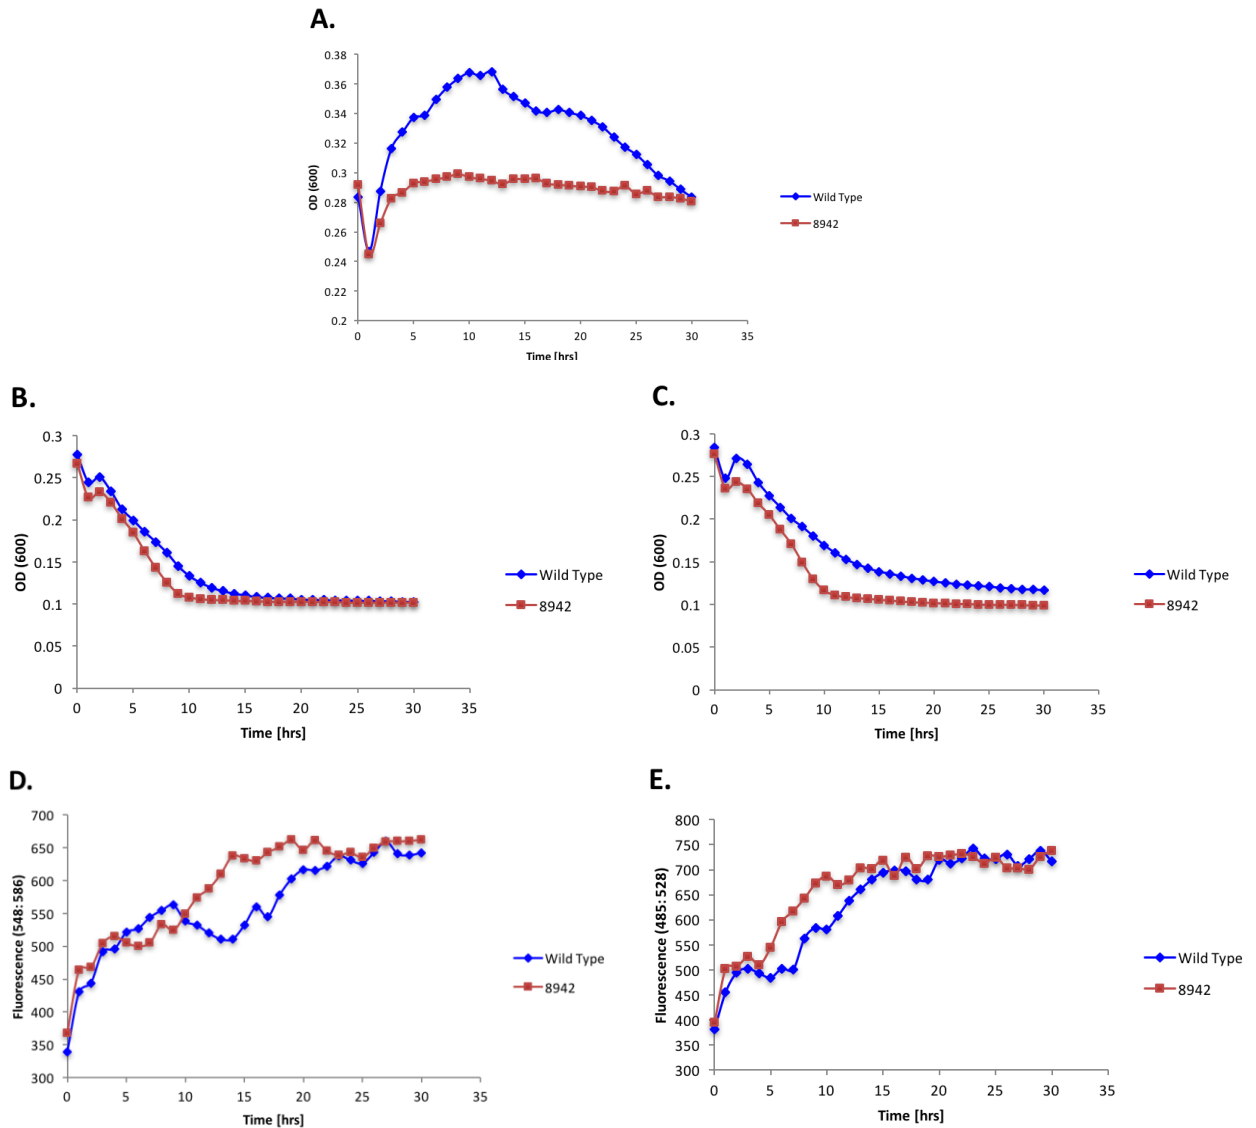 A.
0.38
0.36
0.34
0.32
0.3
0.28
0.26
0.24
0.22
0.2
OD (600)
0 5 10 15 20 25 30 35
Time [hrs]
Wild Type
8942
B.
0.3
0.25
0.2
0.15
0.1
0.05
0
OD (600)
0 5 10 15 20 25 30 35
Time [hrs]
Wild Type
8942
C.
0.3
0.25
0.2
0.15
0.1
0.05
0
OD (600)
0 5 10 15 20 25 30 35
Time [hrs]
Wild Type
8942
D.
700
650
600
550
500
450
400
350
300
Fluorescence (548: 586)
0 5 10 15 20 25 30 35
Time [hrs]
Wild Type
8942
E.
800
750
700
650
600
550
500
450
400
350
300
Fluorescence (485: 528)
0 5 10 15 20 25 30 35
Time [hrs]
Wild Type
8942